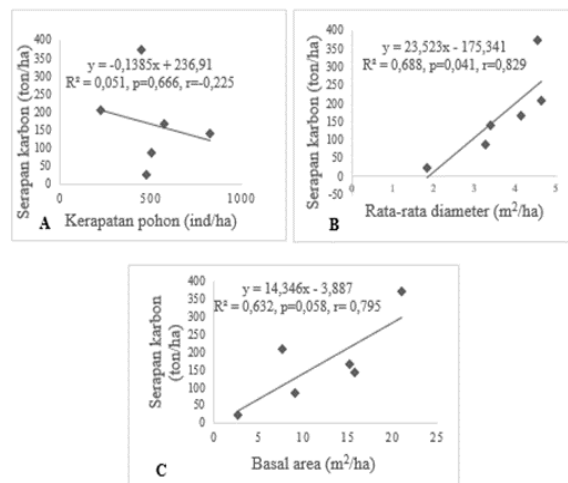 Serapan karbon (ton/ha)
400
350
300
250
200
150
100
50
0
y = -0,1385x + 236,91
R² = 0,051, p=0,666, r=-0,225
0
500
1000
A
Kerapatan pohon (ind/ha)
Serapan karbon (ton/ha)
400
350
300
250
200
150
100
50
0
-50
y = 23,523x - 175,341
R² = 0,688, p=0,041, r=0,829
0 1 2 3 4 5
Rata-rata diameter (m²/ha)
B
Serapan karbon
(ton/ha)
400
350
300
250
200
150
100
50
0
y = 14,346x - 3,887
R² = 0,632, p=0,058, r= 0,795
0 5 10 15 20 25
C
Basal area (m²/ha)